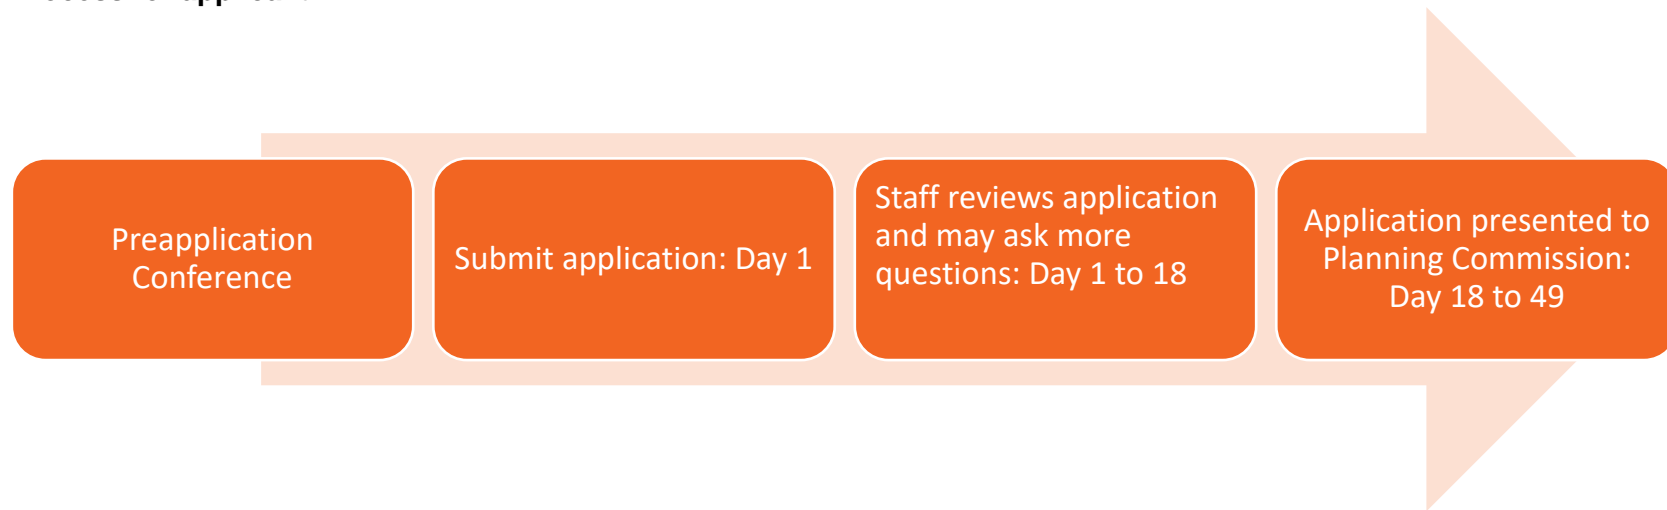 Preapplication
Conference
Submit application: Day 1
Staff reviews application
and may ask more
questions: Day 1 to 18
Application presented to
Planning Commission:
Day 18 to 49